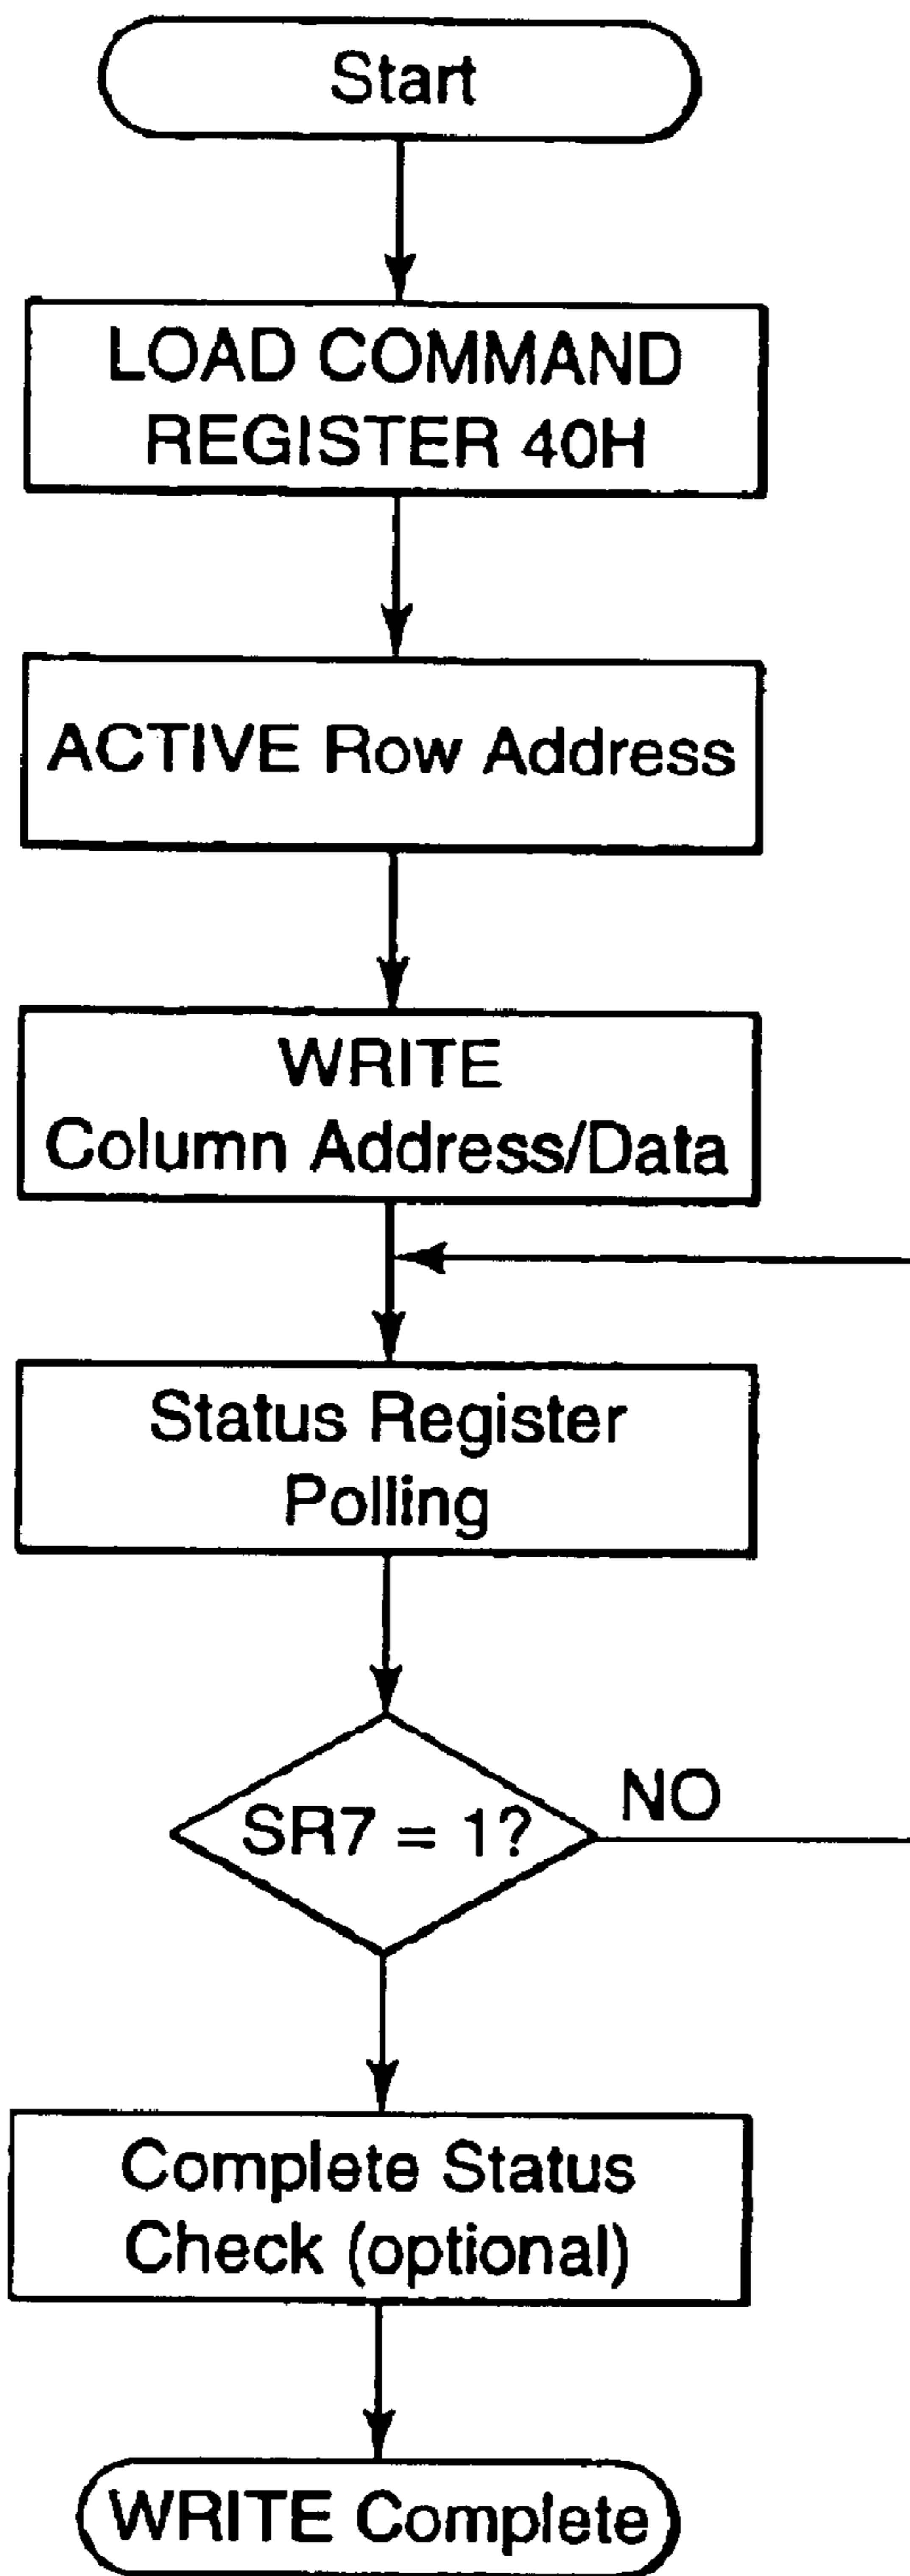 Start
LOAD COMMAND
REGISTER 40H
ACTIVE Row Address
WRITE
Column Address/Data
Status Register
Polling
SR7 = 1?
NO
Complete Status
Check (optional)
WRITE Complete